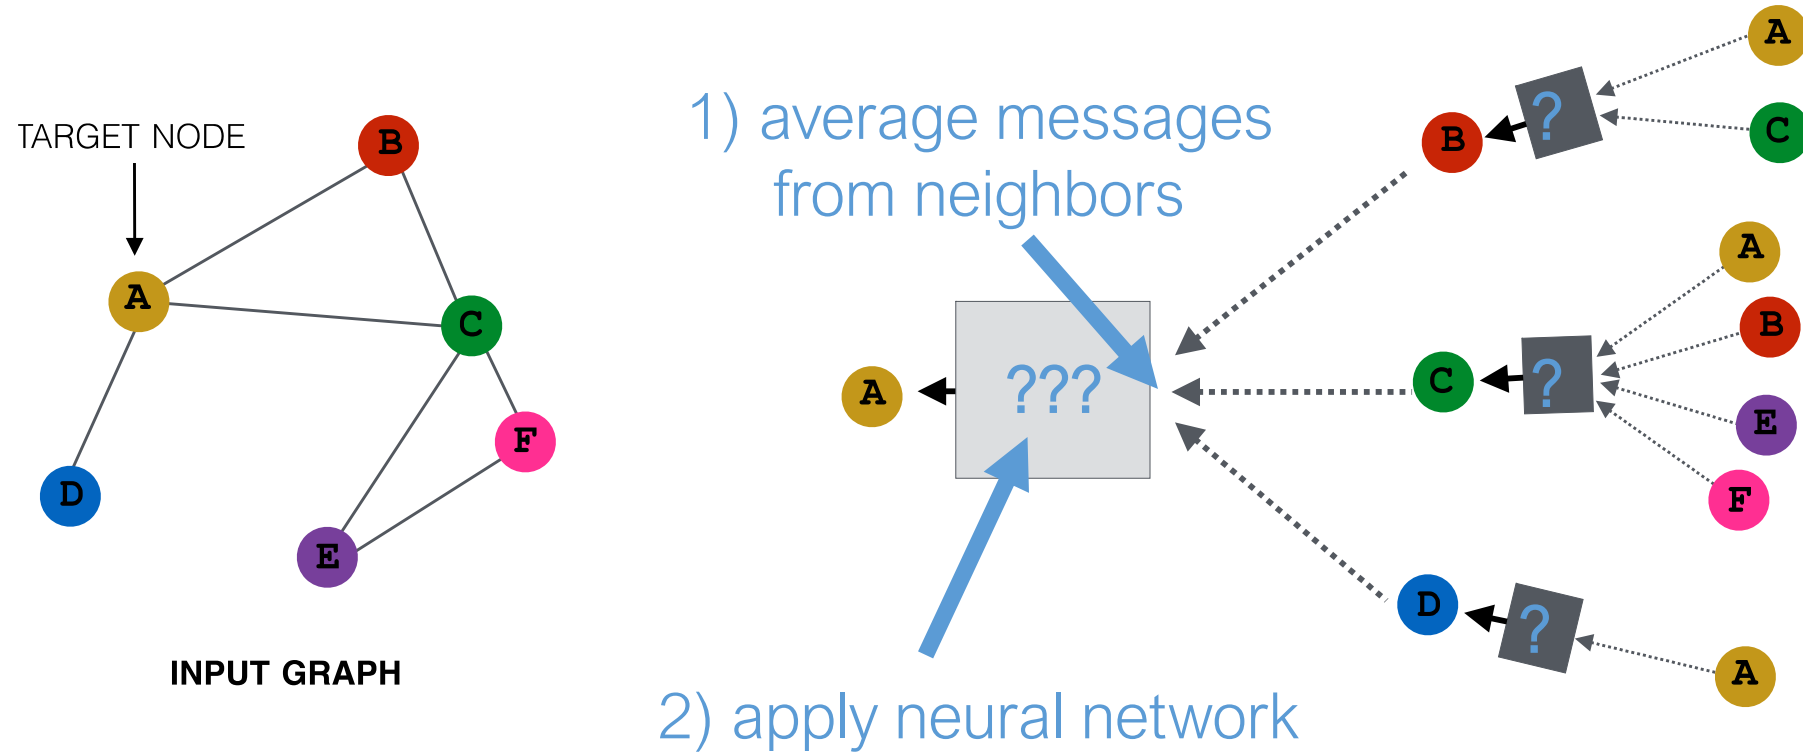 TARGET NODE
A
B
C
D
E
F
INPUT GRAPH
1) average messages
from neighbors
2) apply neural network
A
???
B
?
A
C
C
?
A
B
E
F
D
?
A